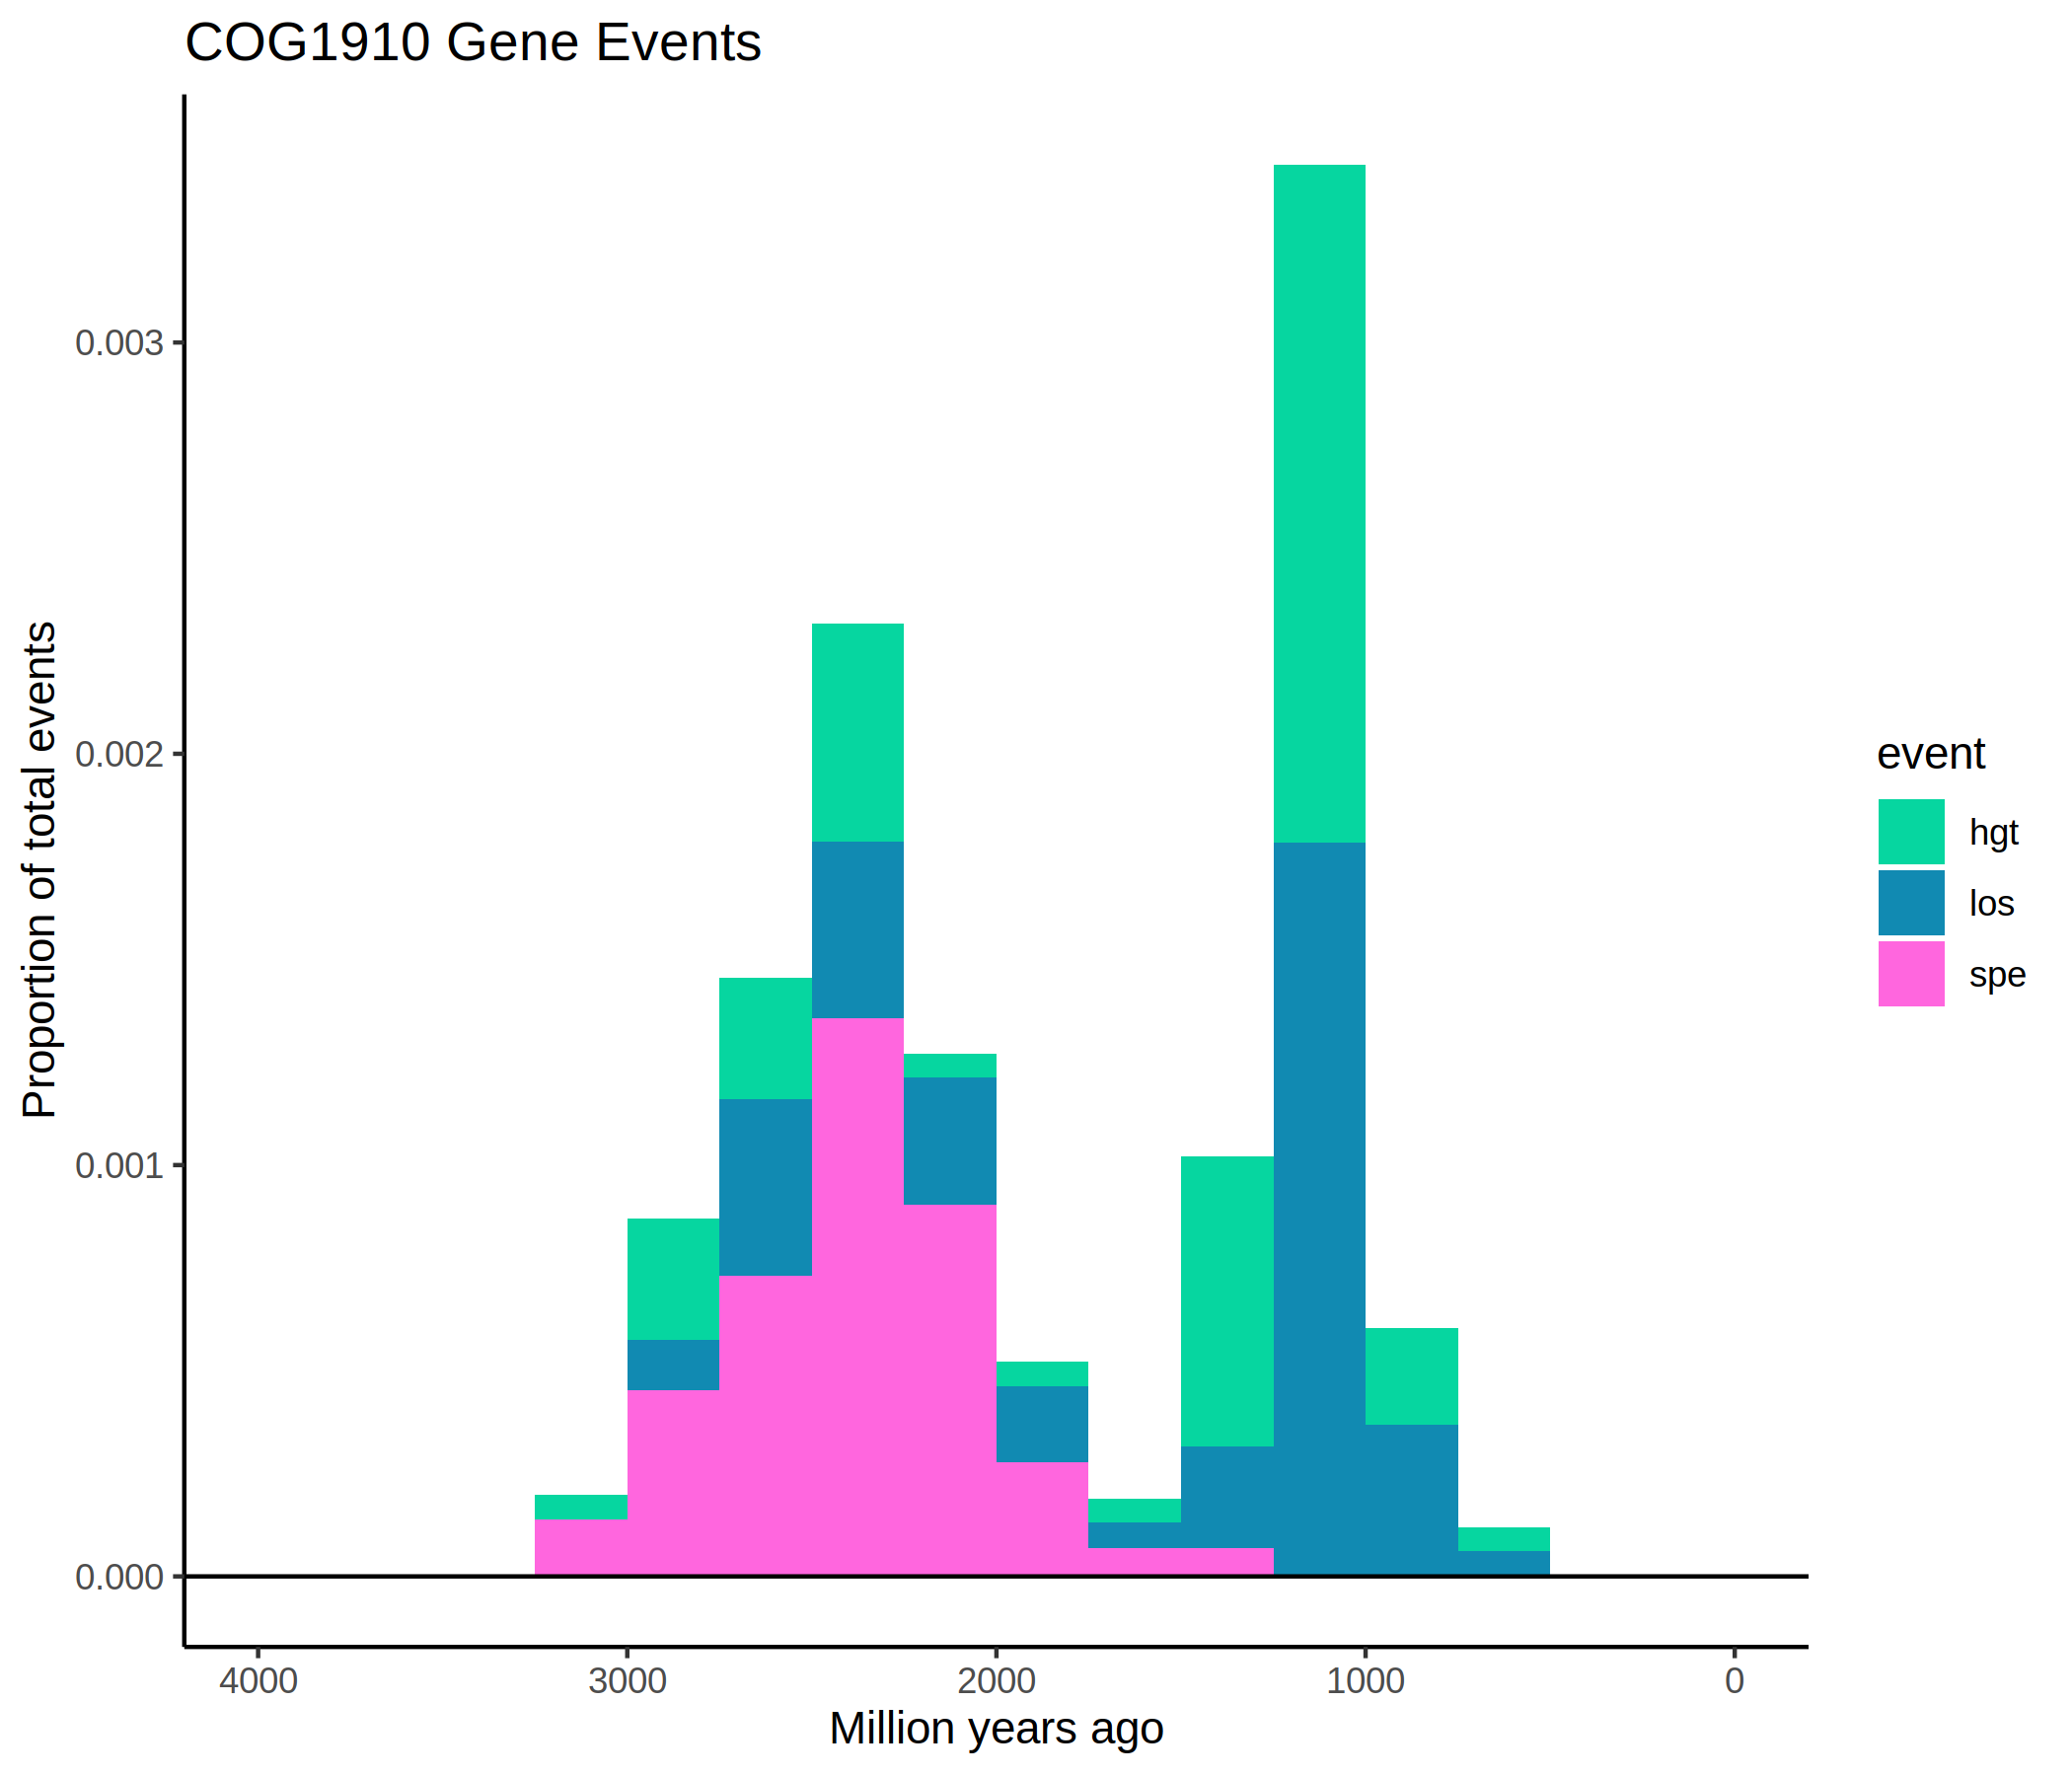 COG1910 Gene Events
Proportion of total events
0.003
0.002
0.001
0.000
4000 3000 2000 1000 0
Million years ago
event
hgt
los
spe